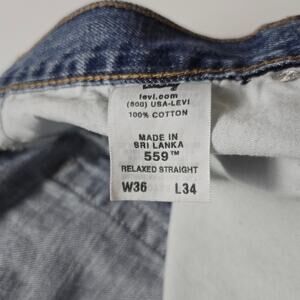 levi.com
(800) USA-LEVI
100% COTTON
MADE IN
SRI LANKA
559™
RELAXED STRAIGHT
W36 L34